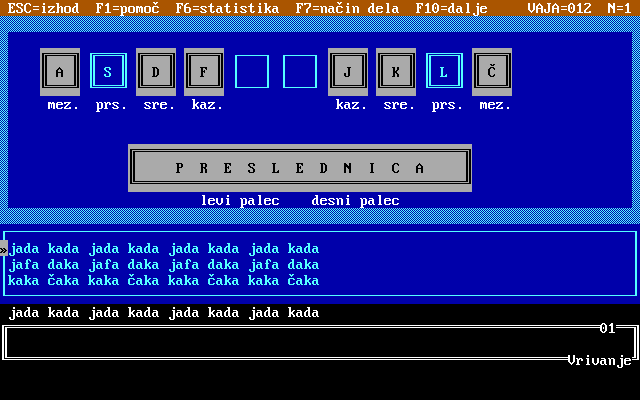 ESC=izhod F1=pomoč F6=statistika F7=način dela F10=dalje VAJA=012 N=1
A S D F J K L Č
mez. prs. sre. kaz. kaz. sre. prs. mez.
P R E S L E D N I C A
levi palec desni palec
»jada kada jada kada jada kada jada kada
jafa daka jafa daka jafa daka jafa daka
kaka čaka kaka čaka kaka čaka kaka čaka
jada kada jada kada jada kada jada kada
01
Vrivanje